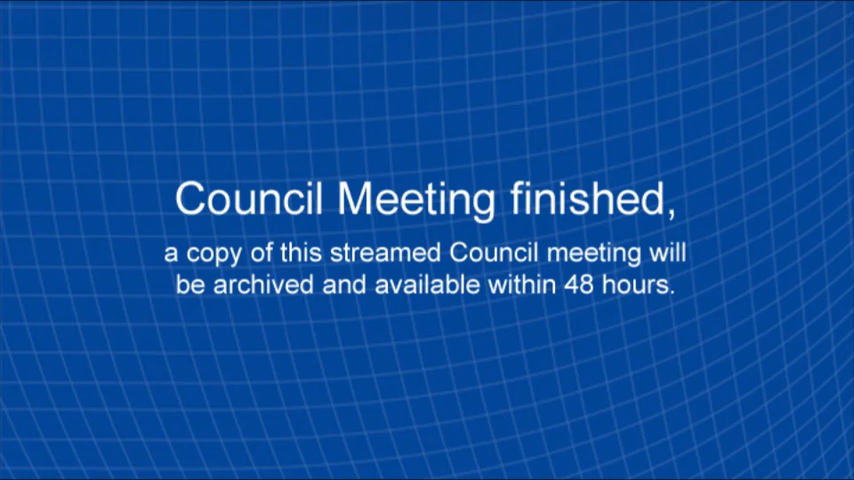 Council Meeting finished,
a copy of this streamed Council meeting will
be archived and available within 48 hours.